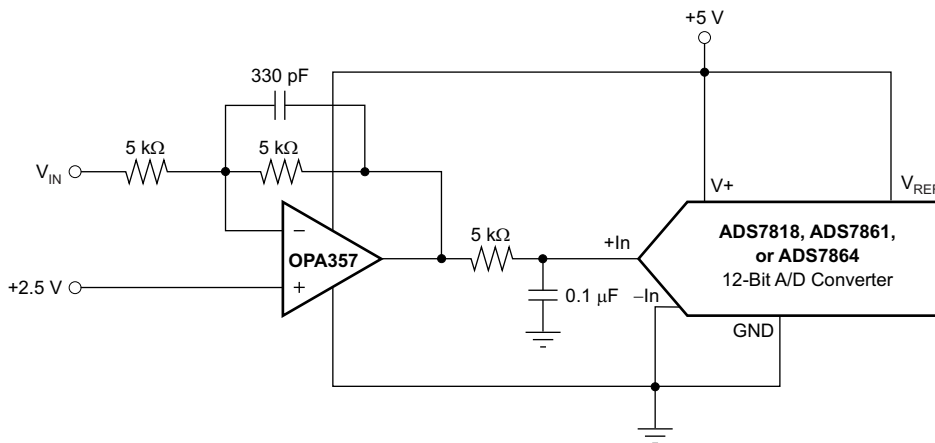 +5 V
330 pF
5 kΩ
5 kΩ
V_IN
V+
V_REF
ADS7818, ADS7861,
or ADS7864
12-Bit A/D Converter
−
OPA357
+
5 kΩ
+In
+2.5 V
0.1 μF
−In
GND